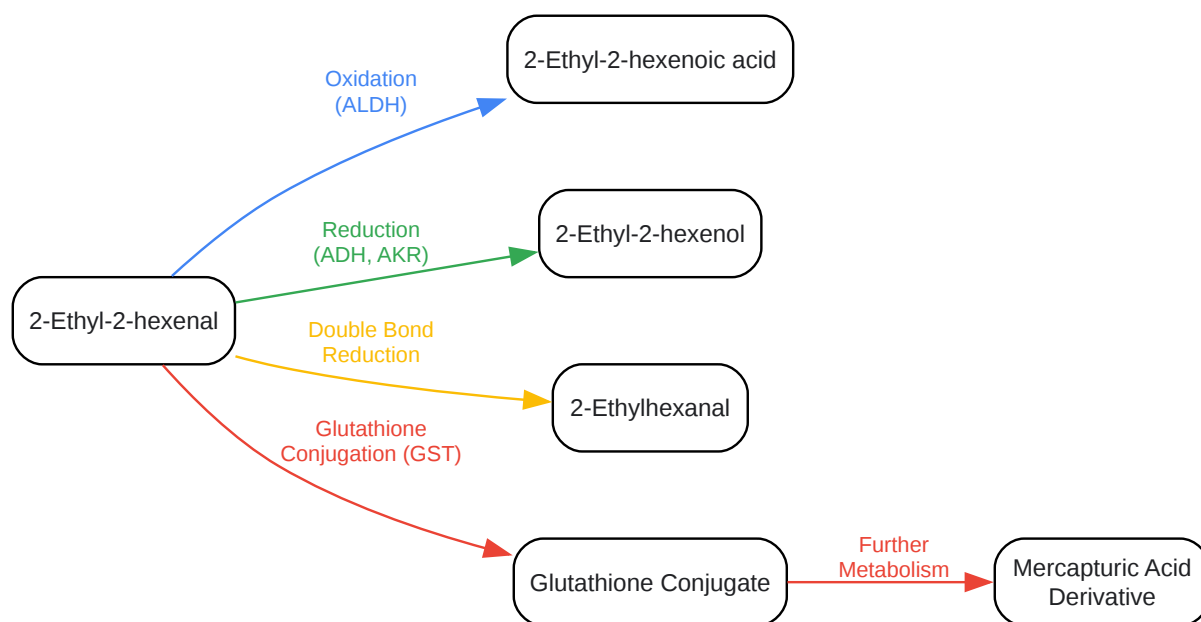 2-Ethyl-2-hexenoic acid
Oxidation
(ALDH)
Reduction
(ADH, AKR)
2-Ethyl-2-hexenol
2-Ethyl-2-hexenal
Double Bond
Reduction
2-Ethylhexanal
Glutathione
Conjugation (GST)
Glutathione Conjugate
Further
Metabolism
Mercapturic Acid
Derivative